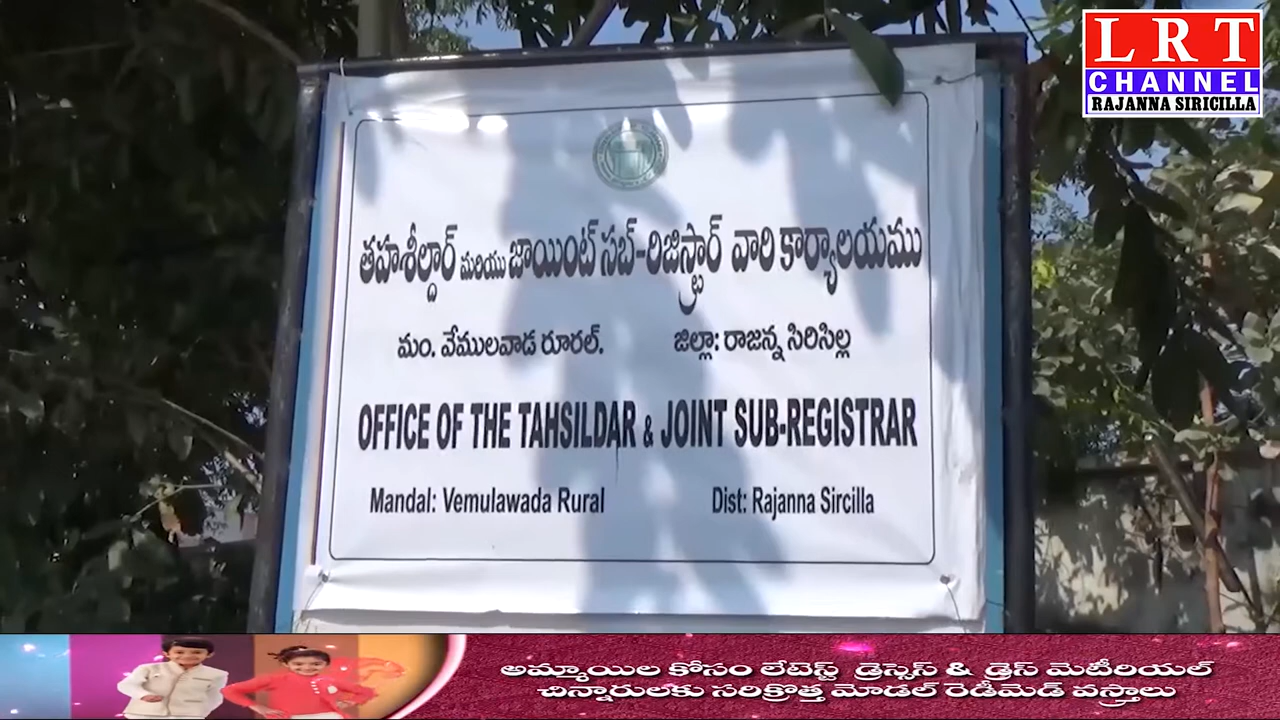 LRT
CHANNEL
RAJANNA SIRICILLA
తహశీల్దార్ మరియు జాయింట్ సబ్-రిజిస్ట్రార్ వారి కార్యాలయము
మం. వేములవాడ రూరల్. జిల్లా: రాజన్న సిరిసిల్ల
OFFICE OF THE TAHSILDAR & JOINT SUB-REGISTRAR
Mandal: Vemulawada Rural Dist: Rajanna Sircilla
అమ్మాయిల కోసం లేటెస్ట్ డ్రెస్సెస్ & డ్రెస్ మెటీరియల్
చిన్నారులకు సరిక్రొత్త మోడల్ రెడీమెడ్ వస్త్రాలు